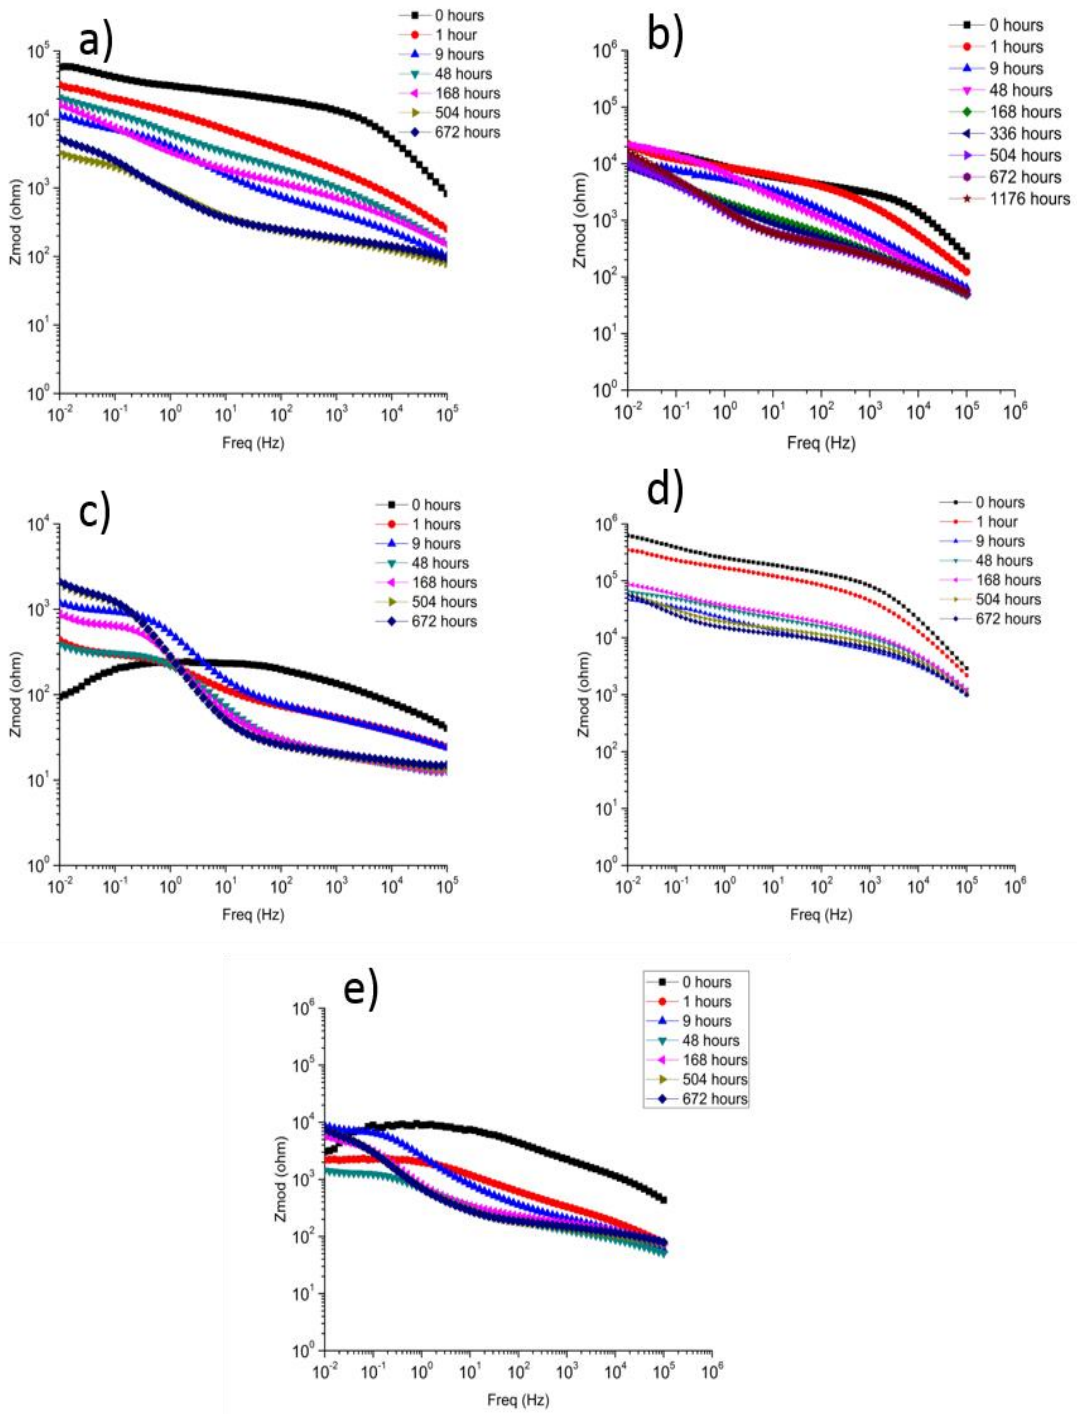 a)
0 hours
1 hour
9 hours
48 hours
168 hours
504 hours
672 hours
10^5
10^4
10^3
10^2
10^1
10^0
Zmod (ohm)
10^-2 10^-1 10^0 10^1 10^2 10^3 10^4 10^5
Freq (Hz)
b)
0 hours
1 hours
9 hours
48 hours
168 hours
336 hours
504 hours
672 hours
1176 hours
10^6
10^5
10^4
10^3
10^2
10^1
10^0
Zmod (ohm)
10^-2 10^-1 10^0 10^1 10^2 10^3 10^4 10^5 10^6
Freq (Hz)
c)
0 hours
1 hours
9 hours
48 hours
168 hours
504 hours
672 hours
10^4
10^3
10^2
10^1
10^0
Zmod (ohm)
10^-2 10^-1 10^0 10^1 10^2 10^3 10^4 10^5
Freq (Hz)
d)
0 hours
1 hour
9 hours
48 hours
168 hours
504 hours
672 hours
10^6
10^5
10^4
10^3
10^2
10^1
10^0
Zmod (ohm)
10^-2 10^-1 10^0 10^1 10^2 10^3 10^4 10^5 10^6
Freq (Hz)
e)
0 hours
1 hours
9 hours
48 hours
168 hours
504 hours
672 hours
10^6
10^5
10^4
10^3
10^2
10^1
10^0
Zmod (ohm)
10^-2 10^-1 10^0 10^1 10^2 10^3 10^4 10^5 10^6
Freq (Hz)